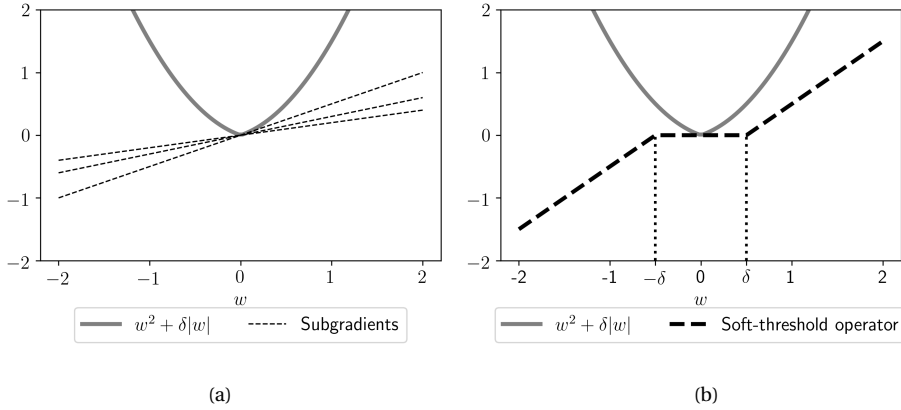 2
1
0
−1
−2
−2
−1
0
1
2
w
w² + δ|w|
Subgradients
(a)
2
1
0
−1
−2
-2
-1
−δ
0
δ
1
2
w
w² + δ|w|
Soft-threshold operator
(b)